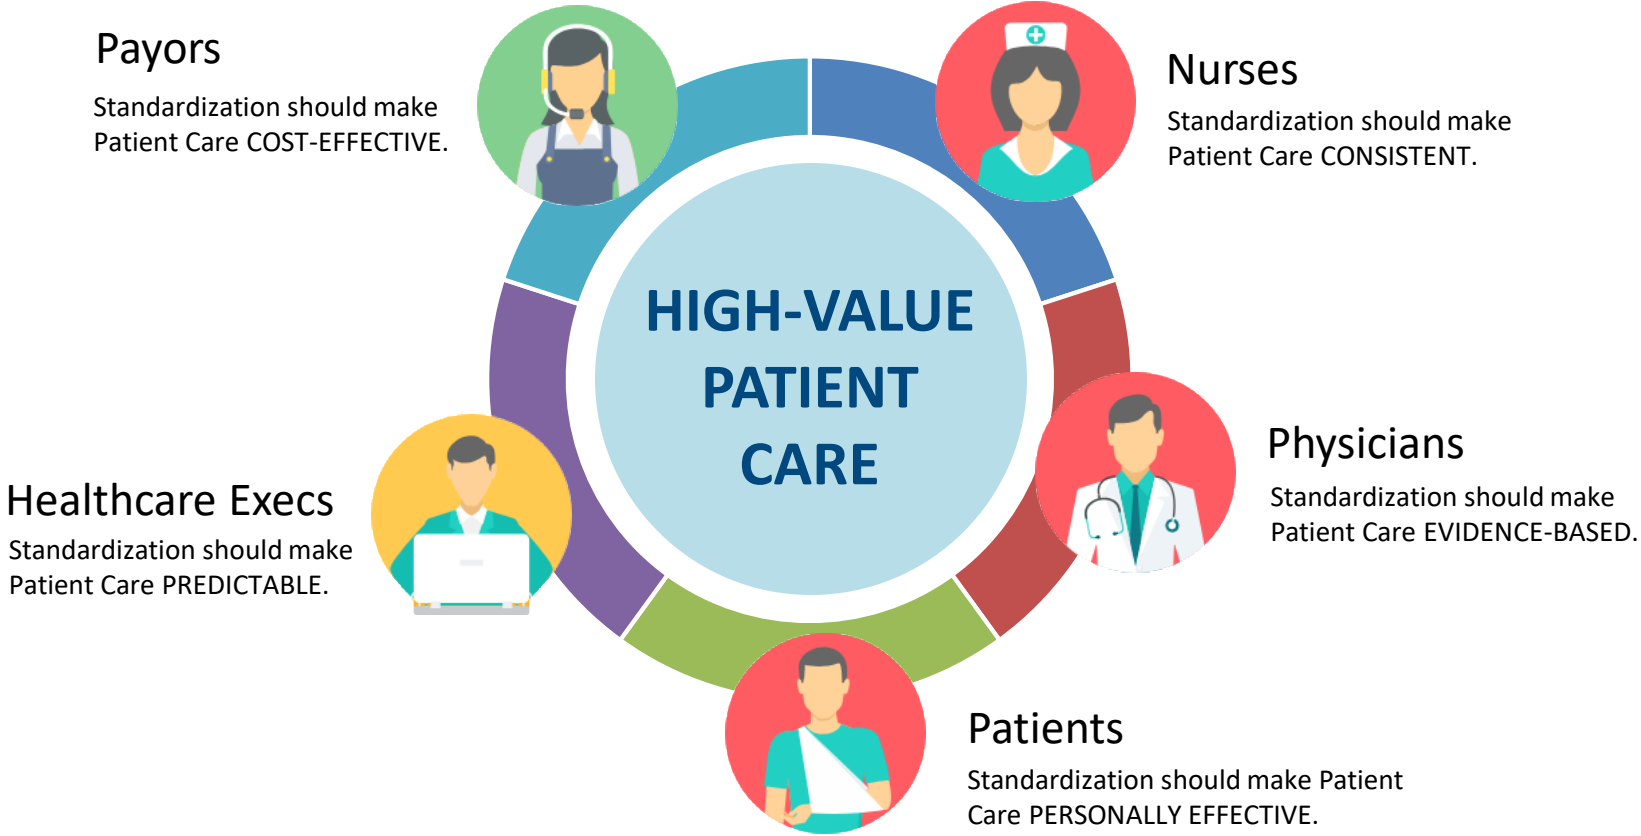 Payors
Standardization should make
Patient Care COST-EFFECTIVE.
Nurses
Standardization should make
Patient Care CONSISTENT.
HIGH-VALUE
PATIENT
CARE
Physicians
Standardization should make
Patient Care EVIDENCE-BASED.
Healthcare Execs
Standardization should make
Patient Care PREDICTABLE.
Patients
Standardization should make Patient
Care PERSONALLY EFFECTIVE.